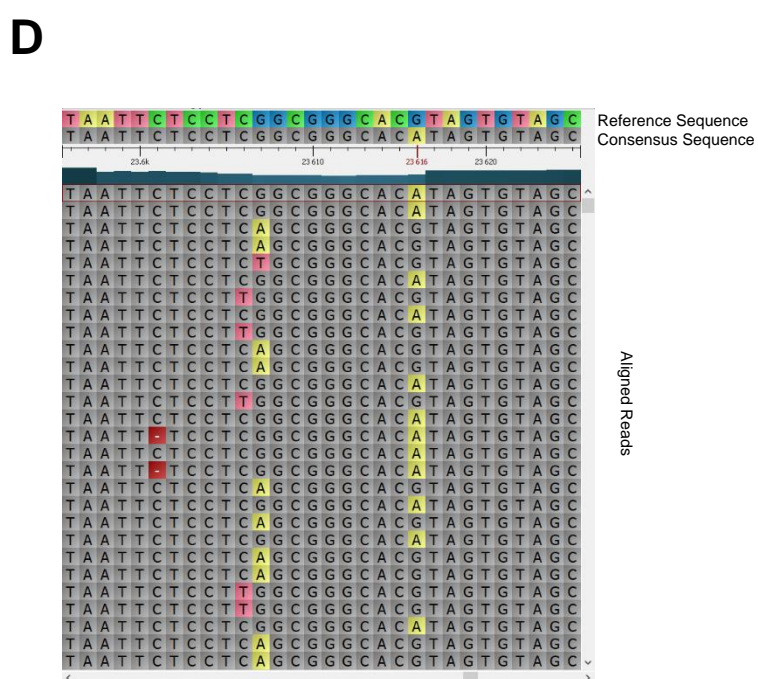 D
T A A T T C T C C T C G G C G G G C A C G T A G T G T A G C Reference Sequence
T A A T T C T C C T C G G C G G G C A C A T A G T G T A G C Consensus Sequence
23.6k 23 610 23 616 23 620
T A A T T C T C C T C G G C G G G C A C A T A G T G T A G C
T A A T T C T C C T C G G C G G G C A C A T A G T G T A G C
T A A T T C T C C T C A G C G G G C A C G T A G T G T A G C
T A A T T C T C C T C A G C G G G C A C G T A G T G T A G C
T A A T T C T C C T C T G C G G G C A C G T A G T G T A G C
T A A T T C T C C T C G G C G G G C A C A T A G T G T A G C
T A A T T C T C C T T G G C G G G C A C G T A G T G T A G C
T A A T T C T C C T C G G C G G G C A C A T A G T G T A G C
T A A T T C T C C T T G G C G G G C A C G T A G T G T A G C
T A A T T C T C C T C A G C G G G C A C G T A G T G T A G C
T A A T T C T C C T C A G C G G G C A C G T A G T G T A G C
T A A T T C T C C T C G G C G G G C A C A T A G T G T A G C
T A A T T C T C C T T G G C G G G C A C G T A G T G T A G C
T A A T T C T C C T C G G C G G G C A C A T A G T G T A G C
T A A T T - T C C T C G G C G G G C A C A T A G T G T A G C
T A A T T C T C C T C G G C G G G C A C A T A G T G T A G C
T A A T T - T C C T C G G C G G G C A C A T A G T G T A G C
T A A T T C T C C T C A G C G G G C A C G T A G T G T A G C
T A A T T C T C C T C G G C G G G C A C A T A G T G T A G C
T A A T T C T C C T C A G C G G G C A C G T A G T G T A G C
T A A T T C T C C T C G G C G G G C A C A T A G T G T A G C
T A A T T C T C C T C A G C G G G C A C G T A G T G T A G C
T A A T T C T C C T C A G C G G G C A C G T A G T G T A G C
T A A T T C T C C T T G G C G G G C A C G T A G T G T A G C
T A A T T C T C C T T G G C G G G C A C G T A G T G T A G C
T A A T T C T C C T C G G C G G G C A C A T A G T G T A G C
T A A T T C T C C T C A G C G G G C A C G T A G T G T A G C
T A A T T C T C C T C A G C G G G C A C G T A G T G T A G C
Aligned Reads